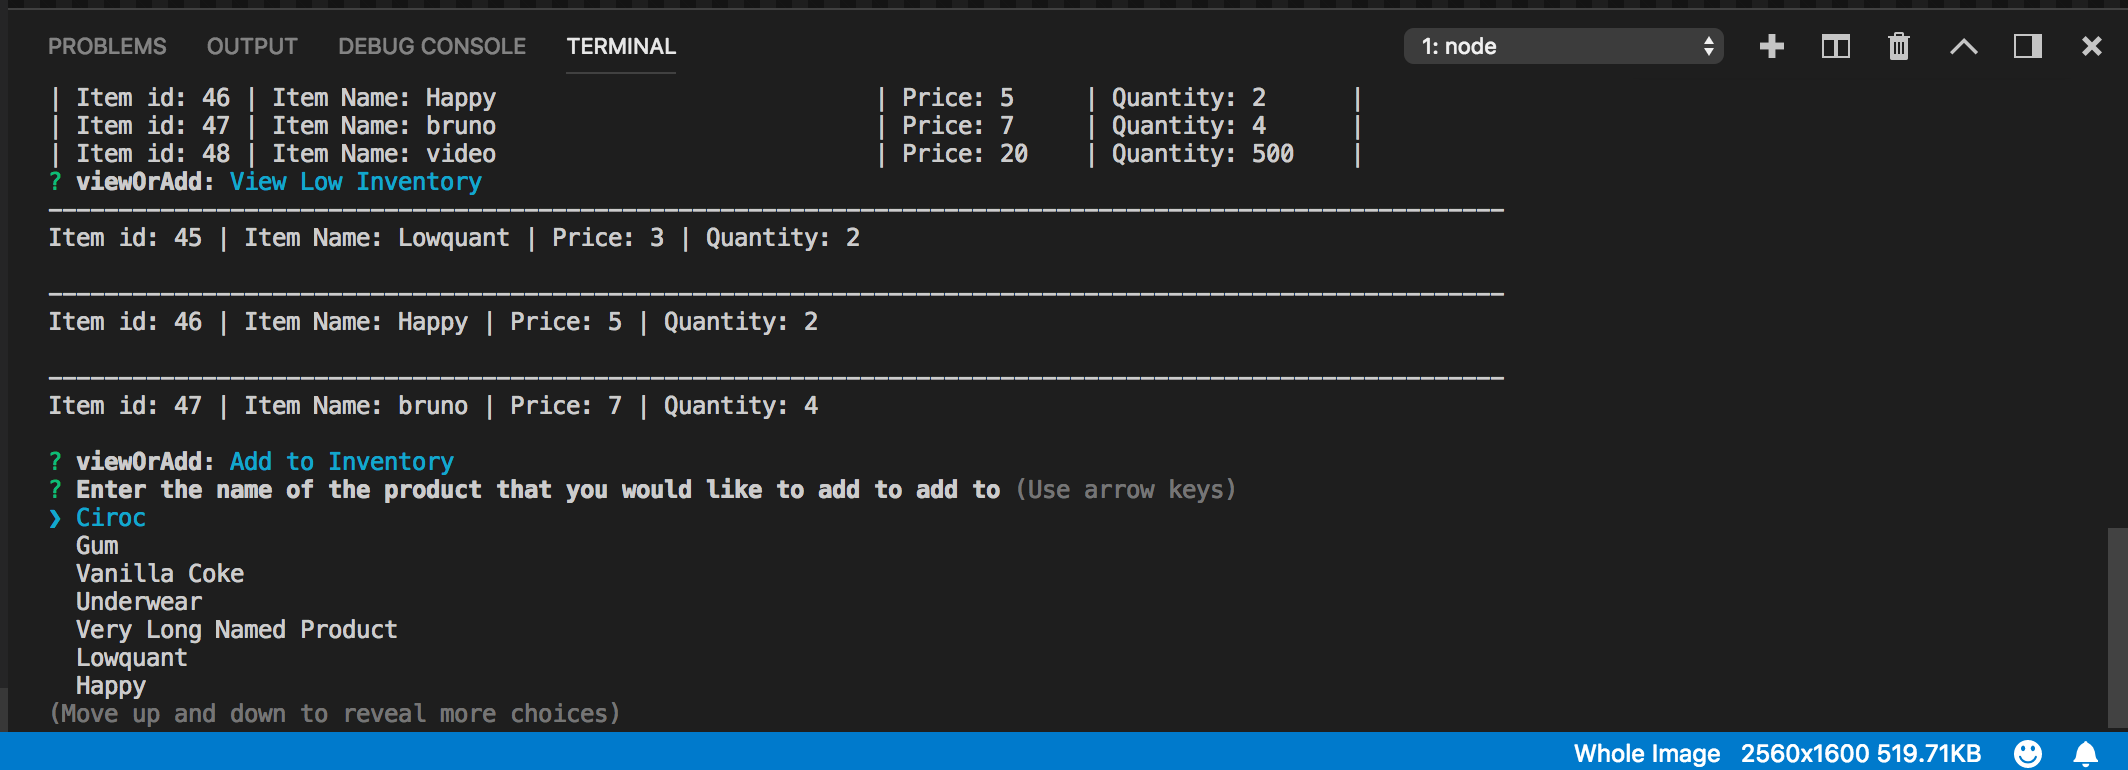 PROBLEMS OUTPUT DEBUG CONSOLE TERMINAL 1: node
| Item id: 46 | Item Name: Happy | Price: 5 | Quantity: 2 |
| Item id: 47 | Item Name: bruno | Price: 7 | Quantity: 4 |
| Item id: 48 | Item Name: video | Price: 20 | Quantity: 500 |
? viewOrAdd: View Low Inventory
________________________________________________________________________________________________________
Item id: 45 | Item Name: Lowquant | Price: 3 | Quantity: 2
________________________________________________________________________________________________________
Item id: 46 | Item Name: Happy | Price: 5 | Quantity: 2
________________________________________________________________________________________________________
Item id: 47 | Item Name: bruno | Price: 7 | Quantity: 4
? viewOrAdd: Add to Inventory
? Enter the name of the product that you would like to add to add to (Use arrow keys)
❯ Ciroc
Gum
Vanilla Coke
Underwear
Very Long Named Product
Lowquant
Happy
(Move up and down to reveal more choices)
Whole Image 2560x1600 519.71KB